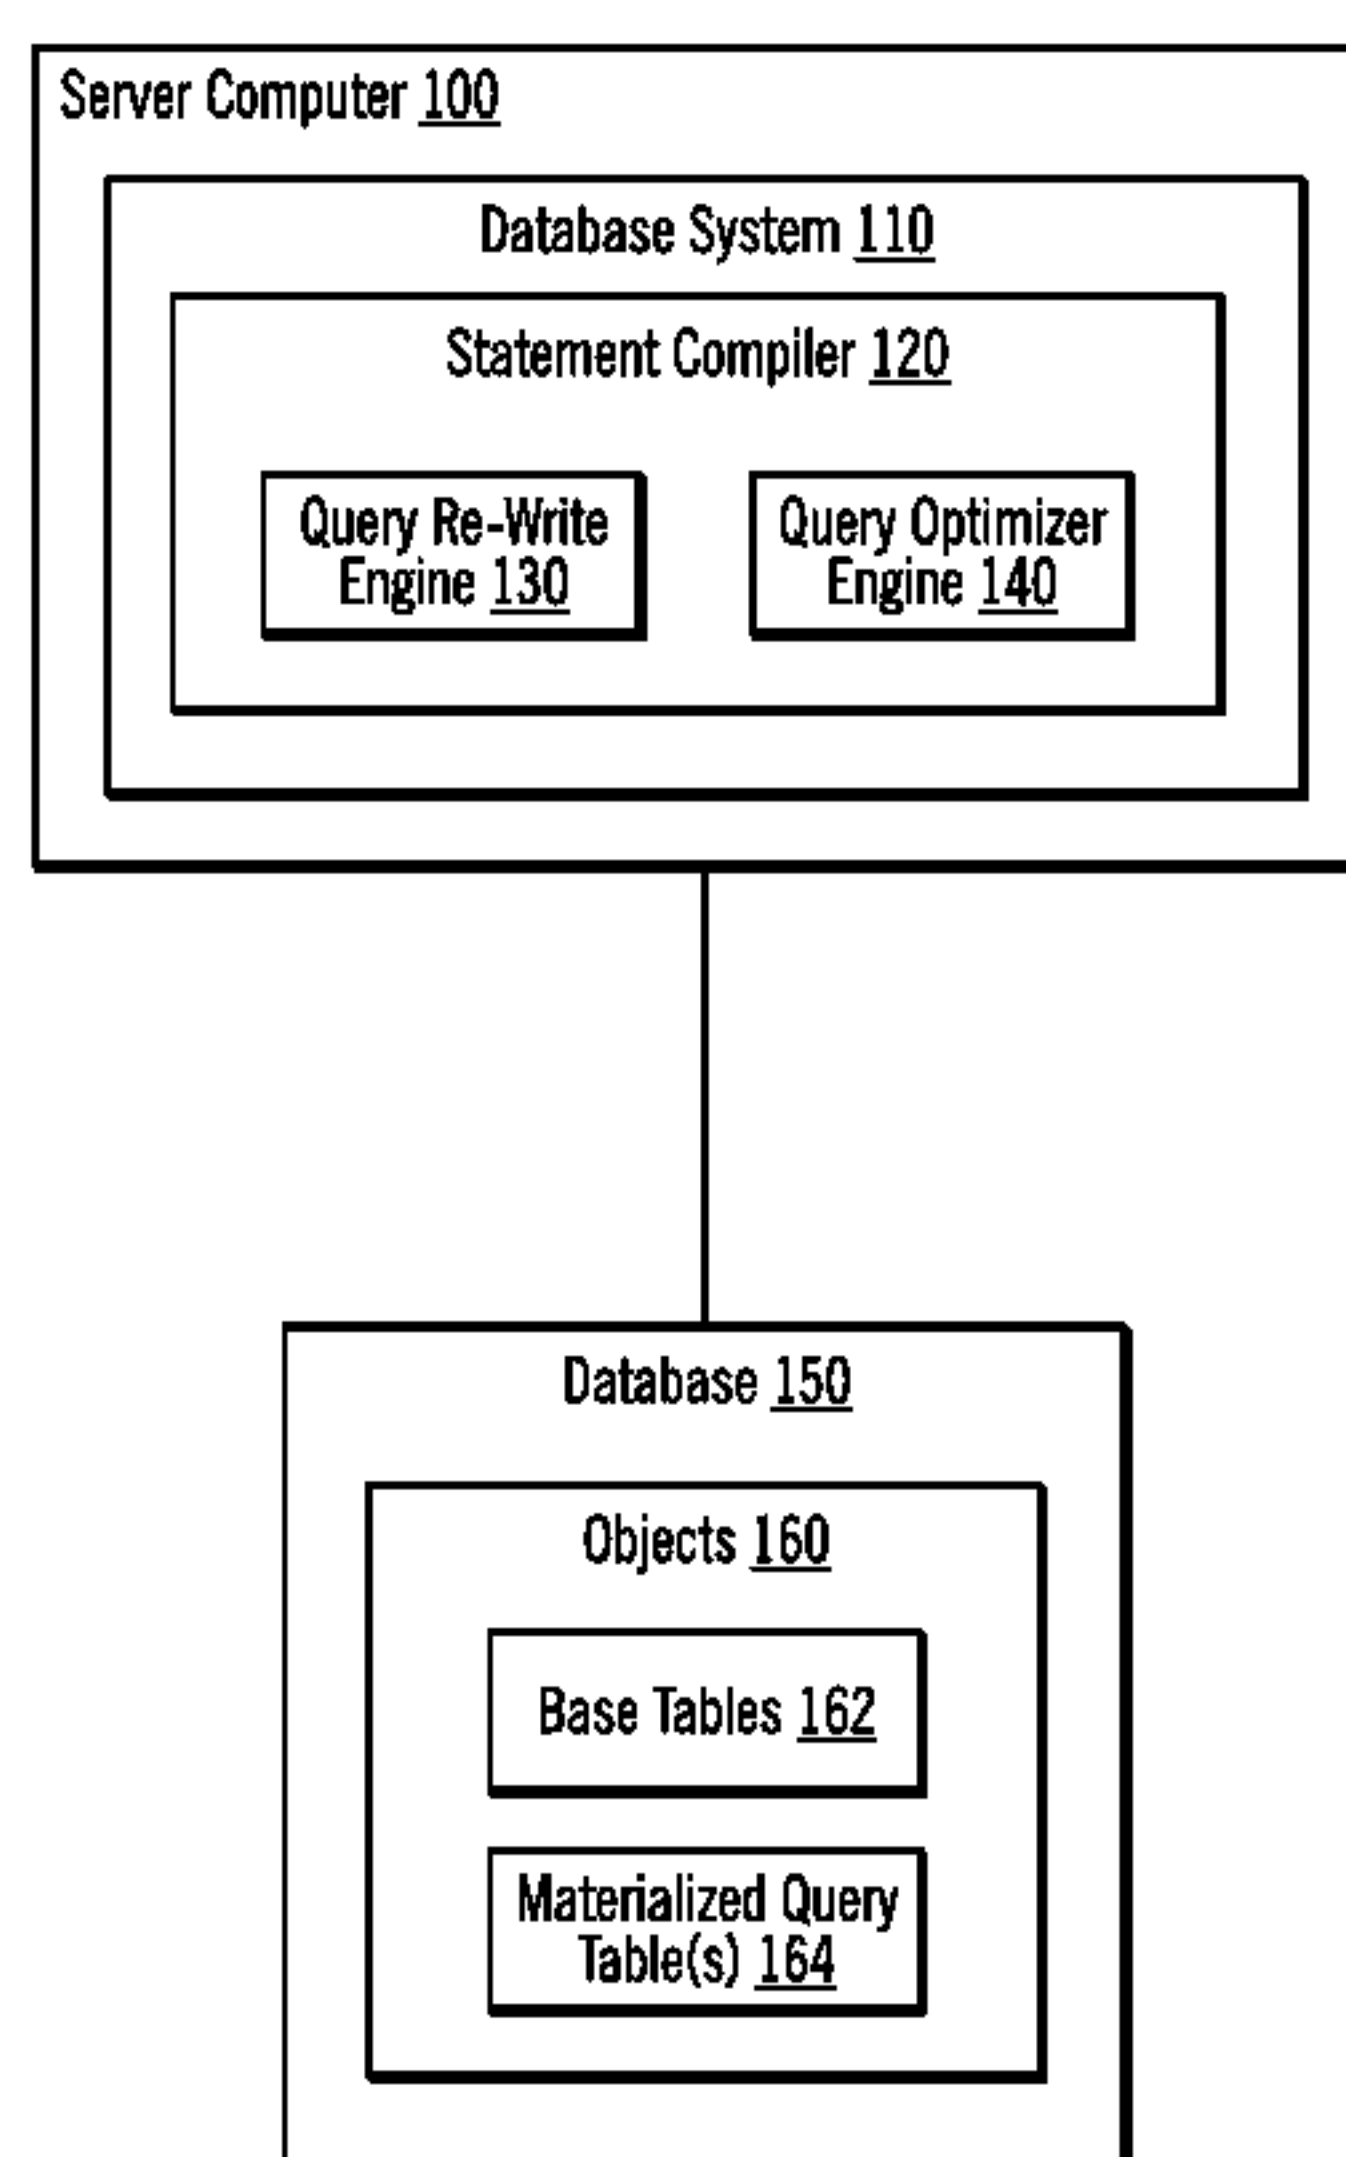 Server Computer 100
Database System 110
Statement Compiler 120
Query Re-Write
Engine 130
Query Optimizer
Engine 140
Database 150
Objects 160
Base Tables 162
Materialized Query
Table(s) 164